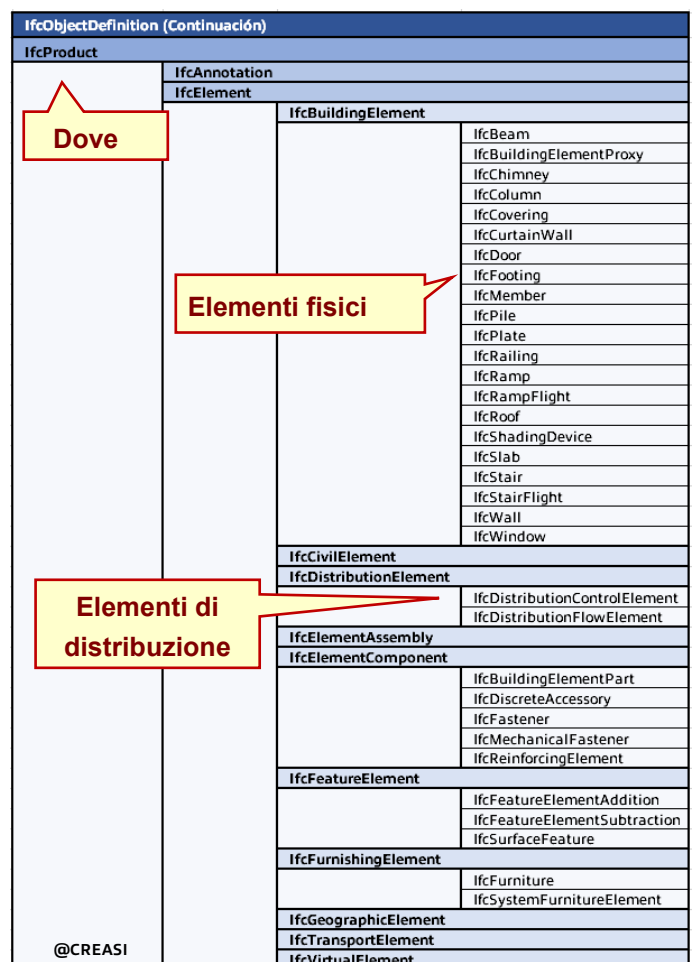 IfcObjectDefinition (Continuación)
IfcProduct
IfcAnnotation
IfcElement
Dove
IfcBuildingElement
IfcBeam
IfcBuildingElementProxy
IfcChimney
IfcColumn
IfcCovering
IfcCurtainWall
IfcDoor
IfcFooting
Elementi fisici
IfcMember
IfcPile
IfcPlate
IfcRailing
IfcRamp
IfcRampFlight
IfcRoof
IfcShadingDevice
IfcSlab
IfcStair
IfcStairFlight
IfcWall
IfcWindow
IfcCivilElement
IfcDistributionElement
Elementi di
distribuzione
IfcDistributionControlElement
IfcDistributionFlowElement
IfcElementAssembly
IfcElementComponent
IfcBuildingElementPart
IfcDiscreteAccessory
IfcFastener
IfcMechanicalFastener
IfcReinforcingElement
IfcFeatureElement
IfcFeatureElementAddition
IfcFeatureElementSubtraction
IfcSurfaceFeature
IfcFurnishingElement
IfcFurniture
IfcSystemFurnitureElement
IfcGeographicElement
IfcTransportElement
IfcVirtualElement
@CREASI